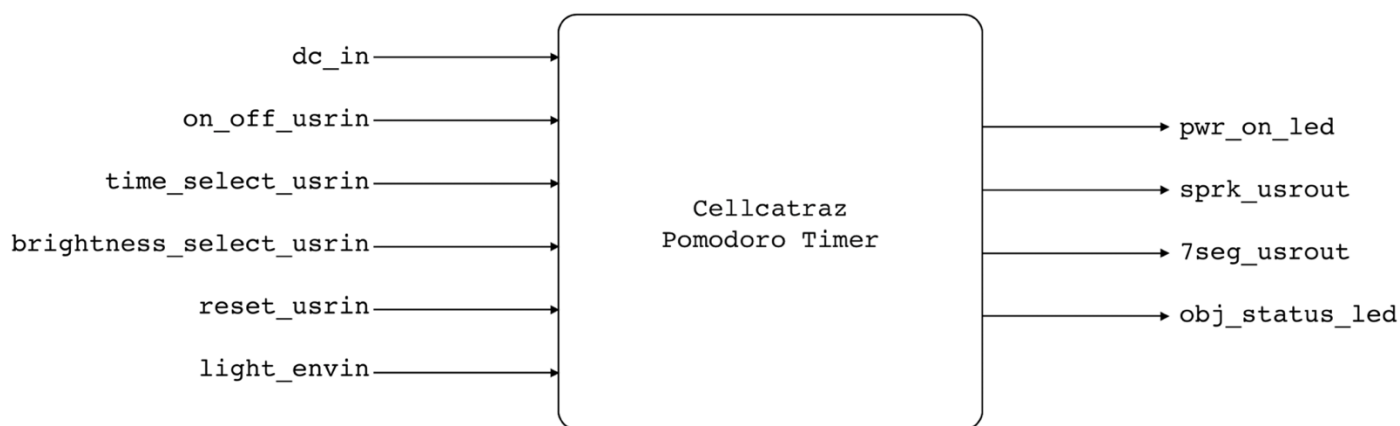 dc_in
on_off_usrin
time_select_usrin
brightness_select_usrin
reset_usrin
light_envin
Cellcatraz
Pomodoro Timer
pwr_on_led
sprk_usrout
7seg_usrout
obj_status_led